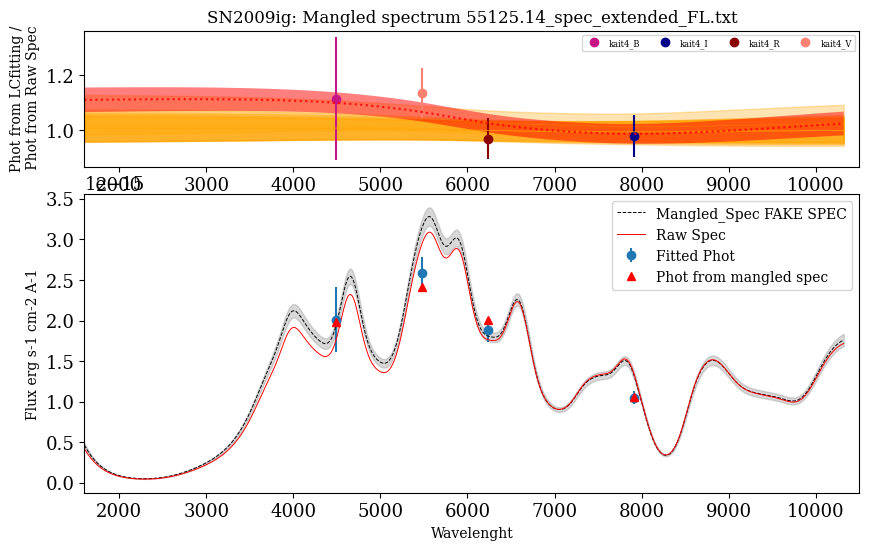 SN2009ig: Mangled spectrum 55125.14_spec_extended_FL.txt
Phot from LCfitting /
Phot from Raw Spec
1.2
1.0
kait4_B
kait4_I
kait4_R
kait4_V
2000 3000 4000 5000 6000 7000 8000 9000 10000
1e−15
Flux erg s-1 cm-2 A-1
3.5
3.0
2.5
2.0
1.5
1.0
0.5
0.0
Mangled_Spec FAKE SPEC
Raw Spec
Fitted Phot
Phot from mangled spec
2000 3000 4000 5000 6000 7000 8000 9000 10000
Wavelenght